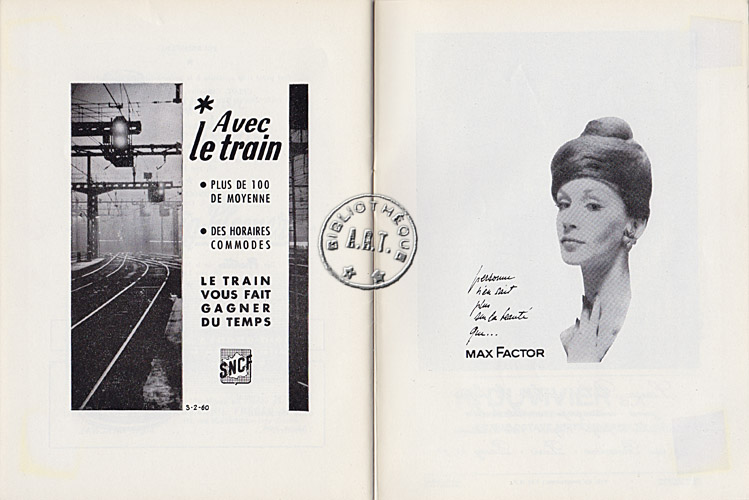 * Avec
le train
• PLUS DE 100
DE MOYENNE
• DES HORAIRES
COMMODES
LE TRAIN
VOUS FAIT
GAGNER
DU TEMPS
SNCF
3-2-60
BIBLIOTHÈQUE
A.R.T.
personne
n'en sait
plus
sur la beauté
que...
MAX FACTOR